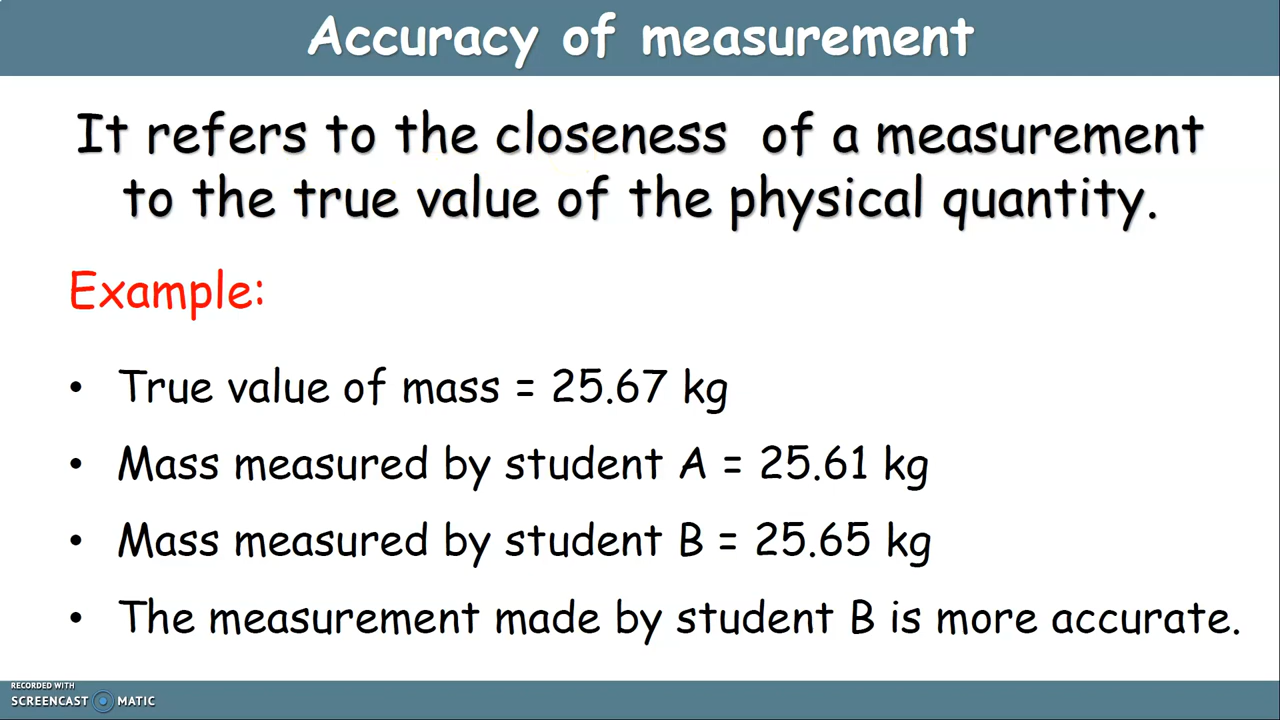 Accuracy of measurement
It refers to the closeness of a measurement
to the true value of the physical quantity.
Example:
• True value of mass = 25.67 kg
• Mass measured by student A = 25.61 kg
• Mass measured by student B = 25.65 kg
• The measurement made by student B is more accurate.
RECORDED WITH
SCREENCAST MATIC